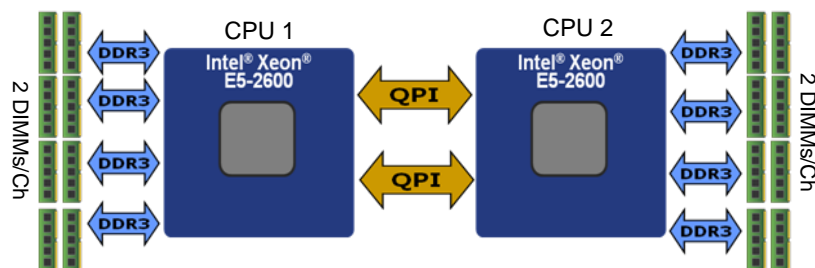 CPU 1
CPU 2
2 DIMMs/Ch
DDR3
DDR3
DDR3
DDR3
Intel® Xeon®
E5-2600
QPI
QPI
Intel® Xeon®
E5-2600
DDR3
DDR3
DDR3
DDR3
2 DIMMs/Ch